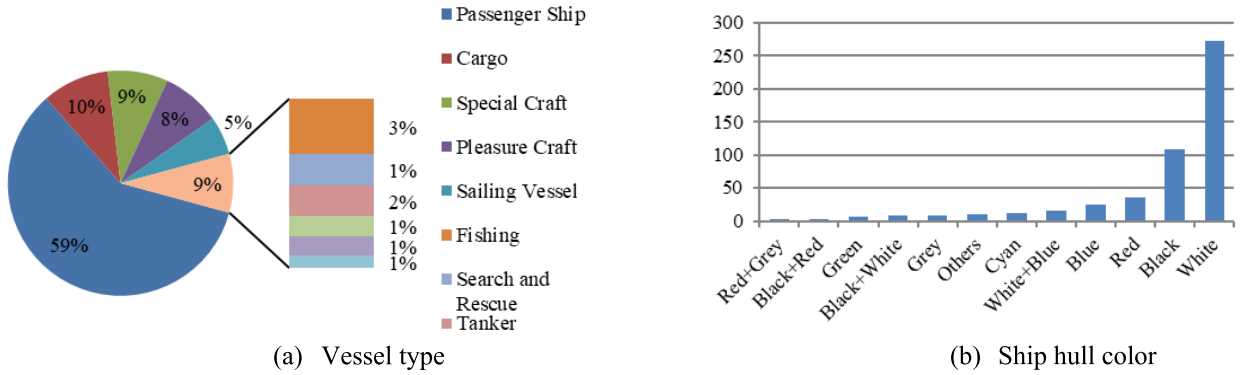 59%
10%
9%
8%
5%
9%
3%
1%
2%
1%
1%
1%
Passenger Ship
Cargo
Special Craft
Pleasure Craft
Sailing Vessel
Fishing
Search and
Rescue
Tanker
(a) Vessel type
300
250
200
150
100
50
0
Red+Grey
Black+Red
Green
Black+White
Grey
Others
Cyan
White+Blue
Blue
Red
Black
White
(b) Ship hull color